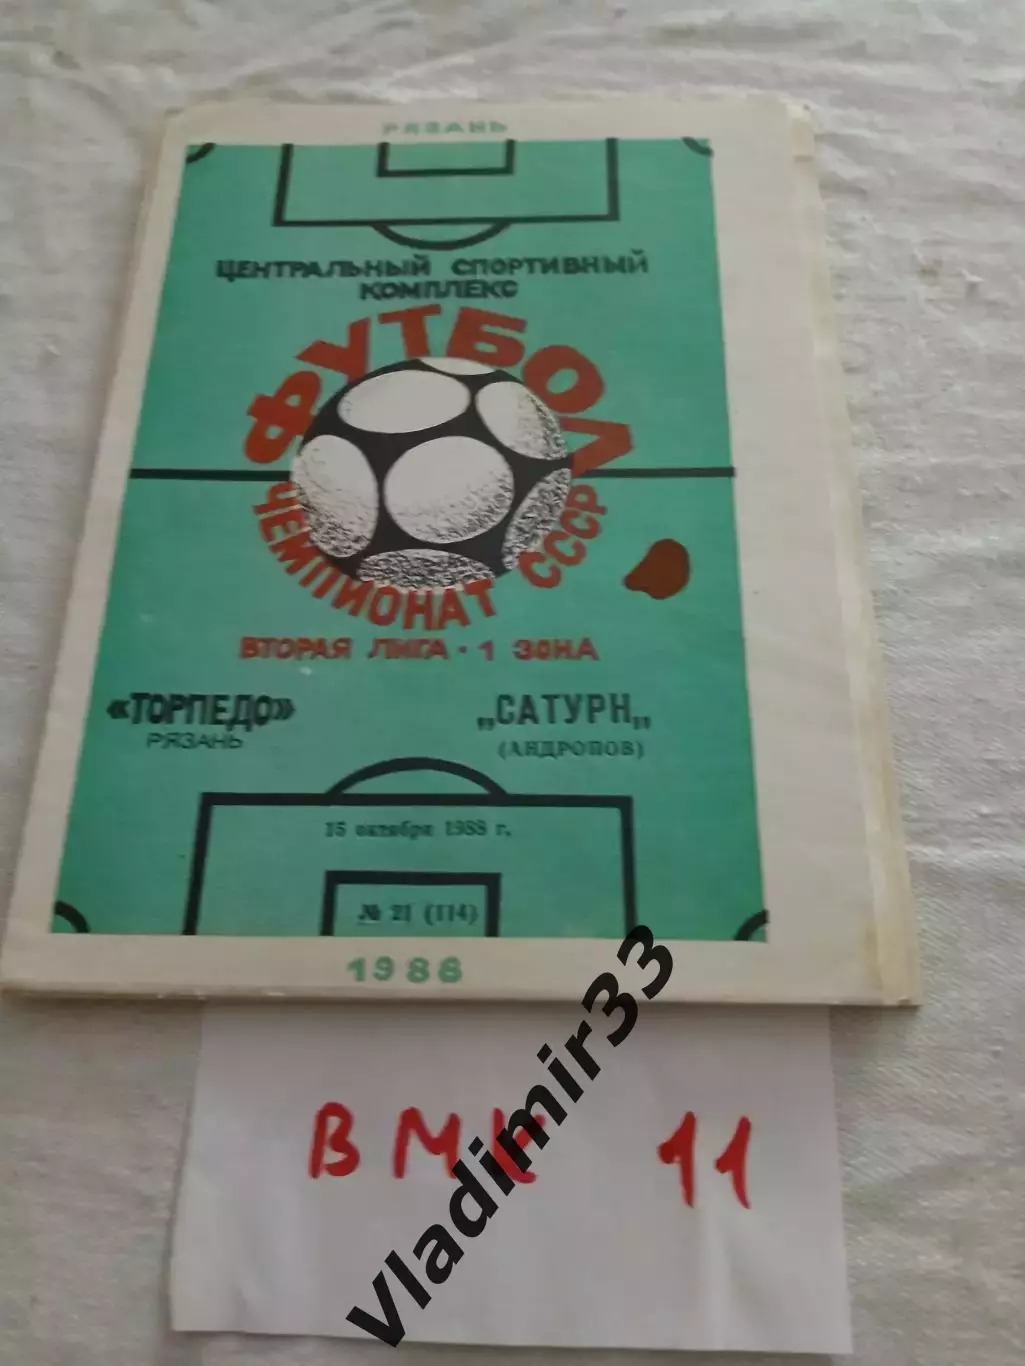 РЯЗАНЬ
ЦЕНТРАЛЬНЫЙ СПОРТИВНЫЙ
КОМПЛЕКС
ФУТБОЛ
ЧЕМПИОНАТ СССР
ВТОРАЯ ЛИГА · 1 ЗОНА
«ТОРПЕДО» „САТУРН„
РЯЗАНЬ (АНДРОПОВ)
15 октября 1988 г.
№ 21 (114)
1988
ВМК 11
Vladimir33